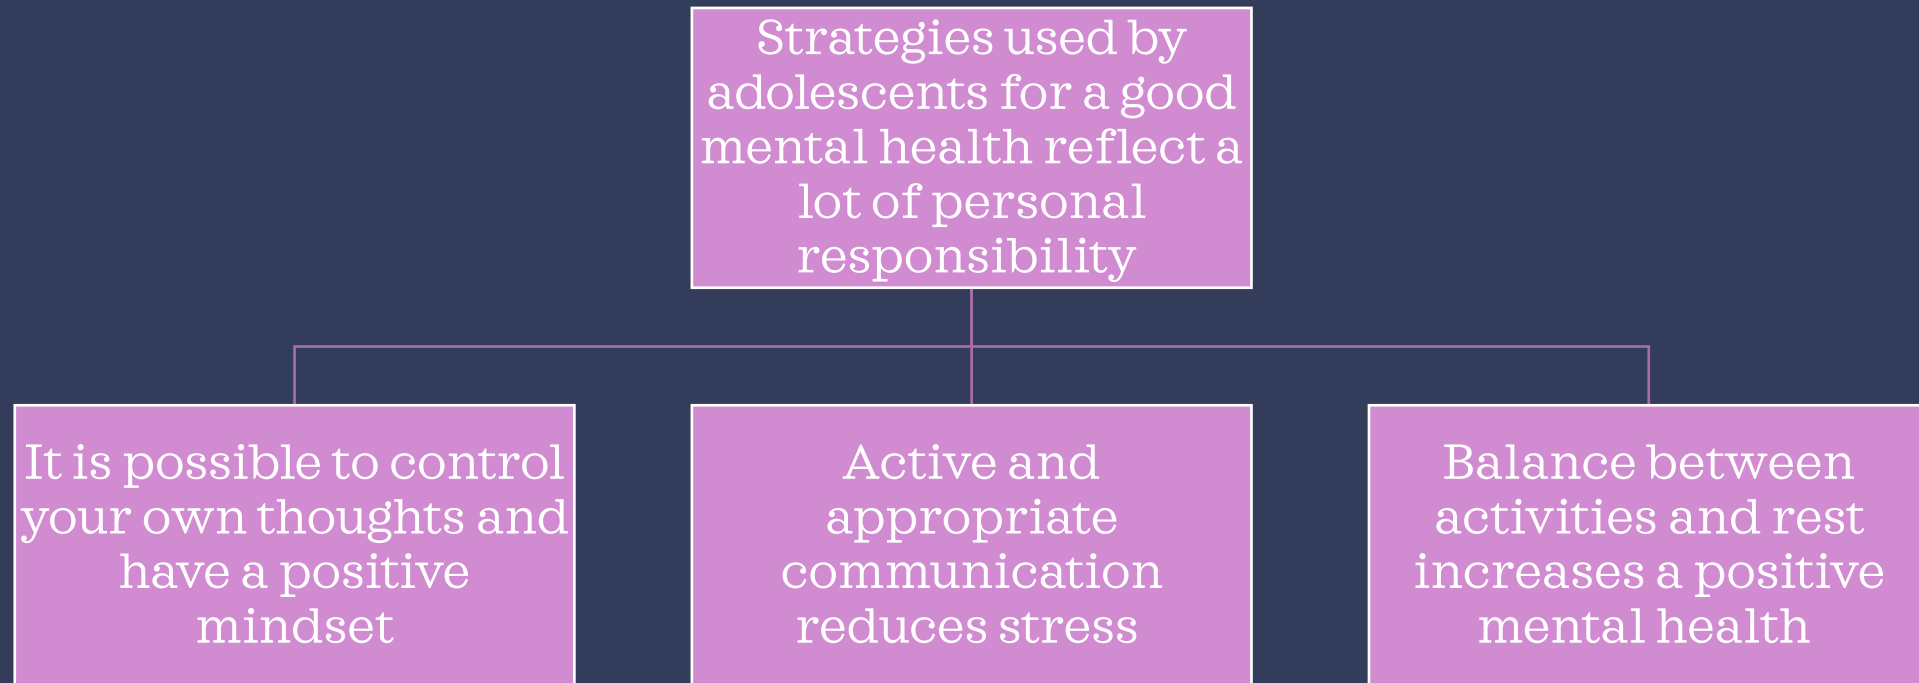 Strategies used by
adolescents for a good
mental health reflect a
lot of personal
responsibility
It is possible to control
your own thoughts and
have a positive
mindset
Active and
appropriate
communication
reduces stress
Balance between
activities and rest
increases a positive
mental health